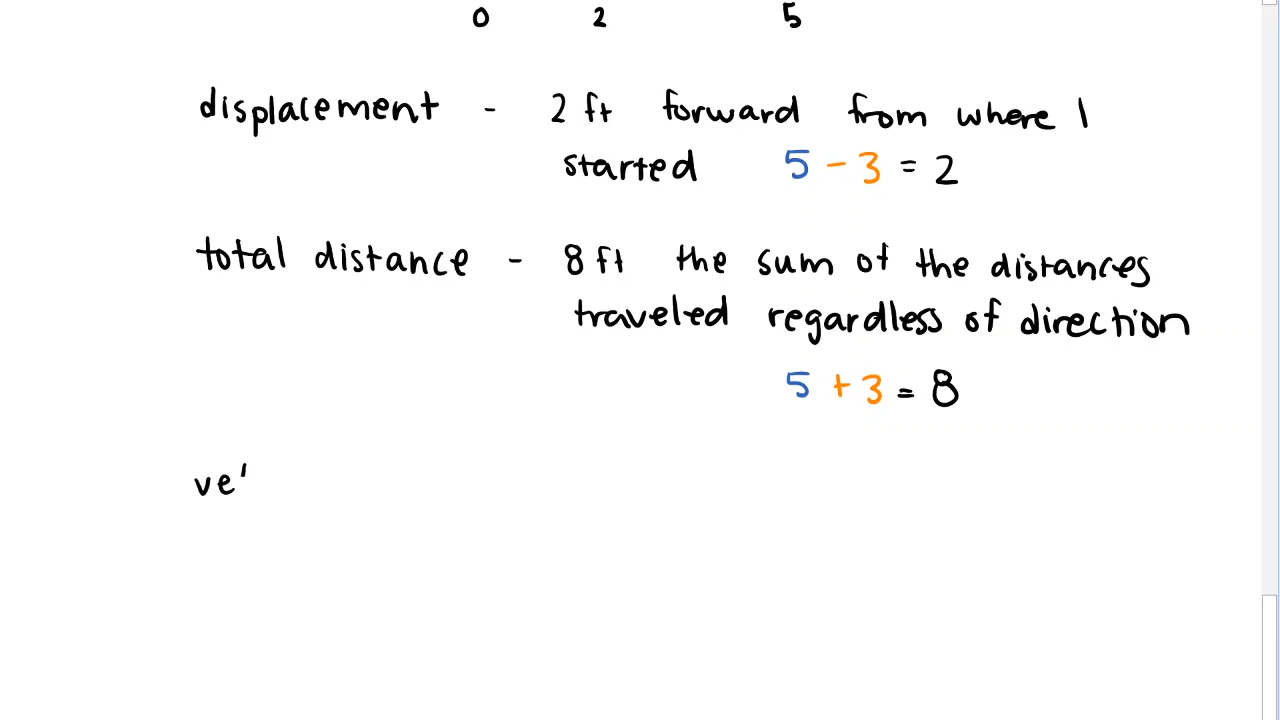 0 2 5
displacement - 2 ft forward from where I
started 5 - 3 = 2
total distance - 8 ft the sum of the distances
traveled regardless of direction
5 + 3 = 8
ve